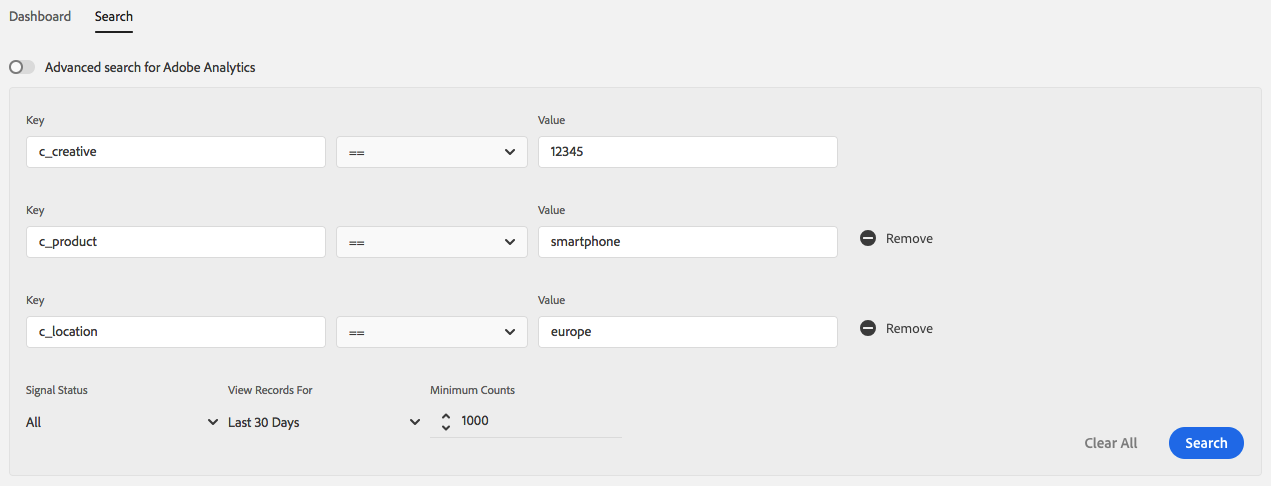 Dashboard Search
Advanced search for Adobe Analytics
Key Value
c_creative == 12345
Key Value
c_product == smartphone Remove
Key Value
c_location == europe Remove
Signal Status View Records For Minimum Counts
All Last 30 Days 1000
Clear All Search